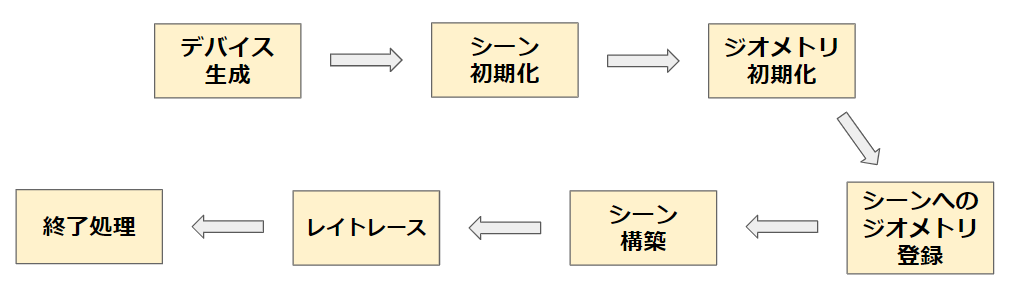 デバイス
生成
シーン
初期化
ジオメトリ
初期化
シーンへの
ジオメトリ
登録
シーン
構築
レイトレース
終了処理